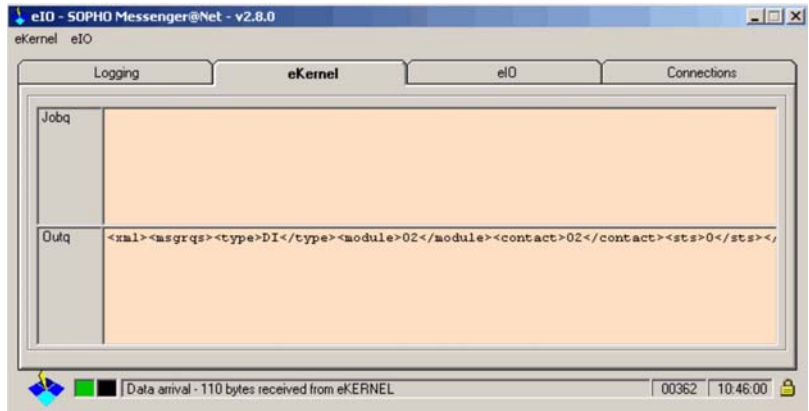 eIO - SOPHO Messenger@Net - v2.8.0
eKernel eIO
Logging eKernel eIO Connections
Jobq
Outq <xml><msgrqs><type>DI</type><module>02</module><contact>02</contact><sts>0</sts></
Data arrival - 110 bytes received from eKERNEL 00362 10:46:00